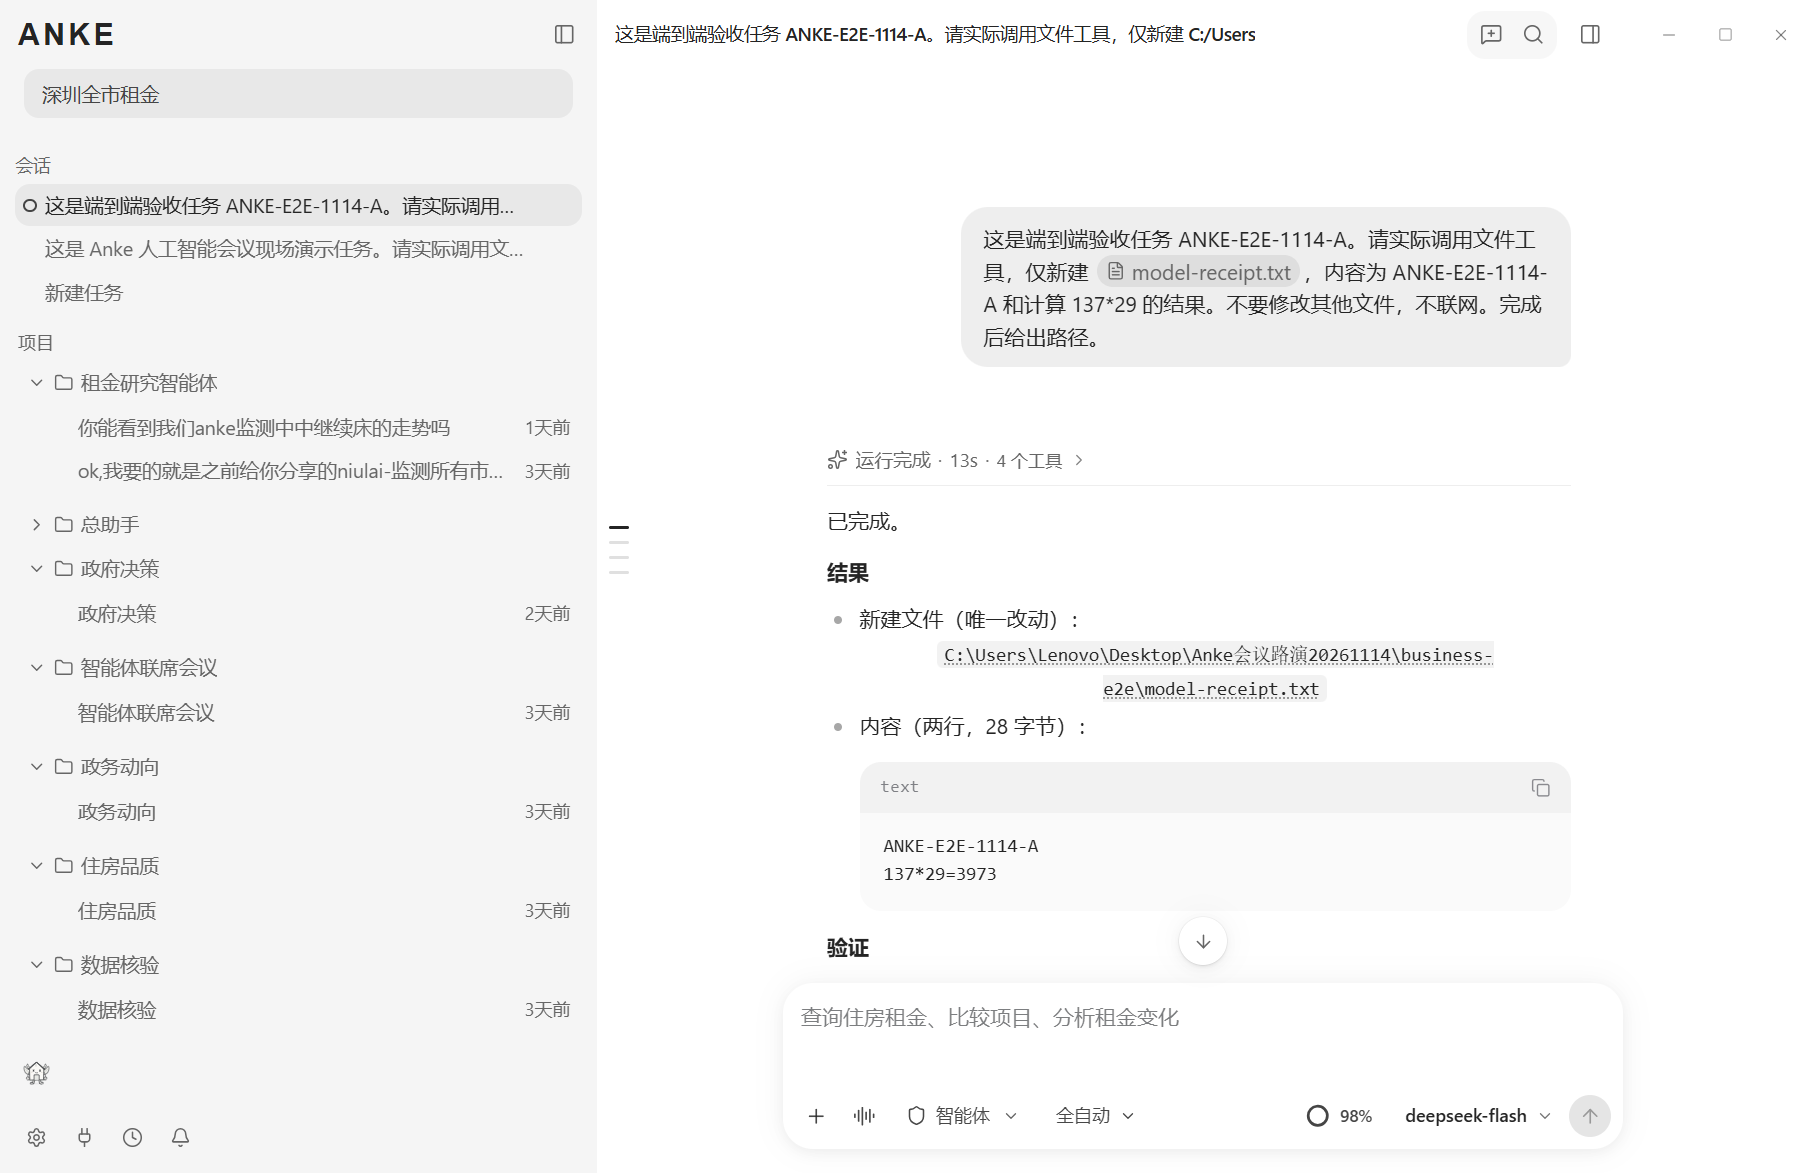 ANKE
深圳全市租金
会话
这是端到端验收任务 ANKE-E2E-1114-A。请实际调用...
这是 Anke 人工智能会议现场演示任务。请实际调用文...
新建任务
项目
租金研究智能体
你能看到我们anke监测中中继续床的走势吗 1天前
ok,我要的就是之前给你分享的niulai-监测所有市... 3天前
总助手
政府决策
政府决策 2天前
智能体联席会议
智能体联席会议 3天前
政务动向
政务动向 3天前
住房品质
住房品质 3天前
数据核验
数据核验 3天前
这是端到端验收任务 ANKE-E2E-1114-A。请实际调用文件工具，仅新建 C:/Users
这是端到端验收任务 ANKE-E2E-1114-A。请实际调用文件工
具，仅新建 model-receipt.txt ，内容为 ANKE-E2E-1114-
A 和计算 137*29 的结果。不要修改其他文件，不联网。完成
后给出路径。
运行完成 · 13s · 4 个工具
已完成。
结果
新建文件（唯一改动）：
C:\Users\Lenovo\Desktop\Anke会议路演20261114\business-
e2e\model-receipt.txt
内容（两行，28 字节）：
text
ANKE-E2E-1114-A
137*29=3973
验证
查询住房租金、比较项目、分析租金变化
智能体 全自动 98% deepseek-flash